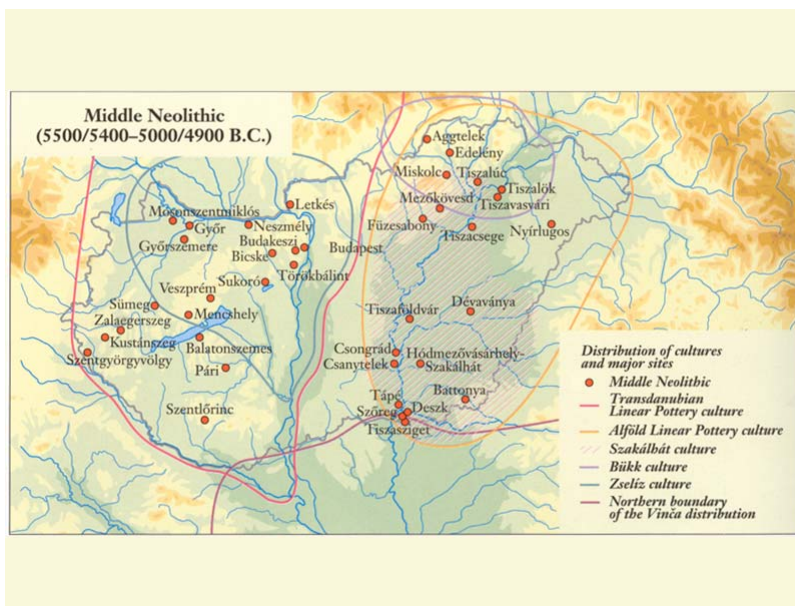 Middle Neolithic
(5500/5400–5000/4900 B.C.)
Aggtelek
Edelény
Miskolc
Tiszalúc
Tiszalök
Tiszavasvári
Mezőkövesd
Füzesabony
Tiszacsege
Nyírlugos
Letkés
Mosonszentmiklós
Győr
Győrszemere
Neszmély
Budakeszi
Bicske
Budapest
Törökbálint
Sukoró
Veszprém
Sümeg
Mencshely
Zalaegerszeg
Kustánszeg
Balatonszemes
Szentgyörgyvölgy
Pári
Szentlőrinc
Tiszaföldvár
Dévaványa
Csongrád
Hódmezővásárhely-
Csanytelek
Szakálhát
Battonya
Tápé
Szőreg
Deszk
Tiszasziget
Distribution of cultures
and major sites
Middle Neolithic
Transdanubian
Linear Pottery culture
Alföld Linear Pottery culture
Szakálhát culture
Bükk culture
Zselíz culture
Northern boundary
of the Vinča distribution